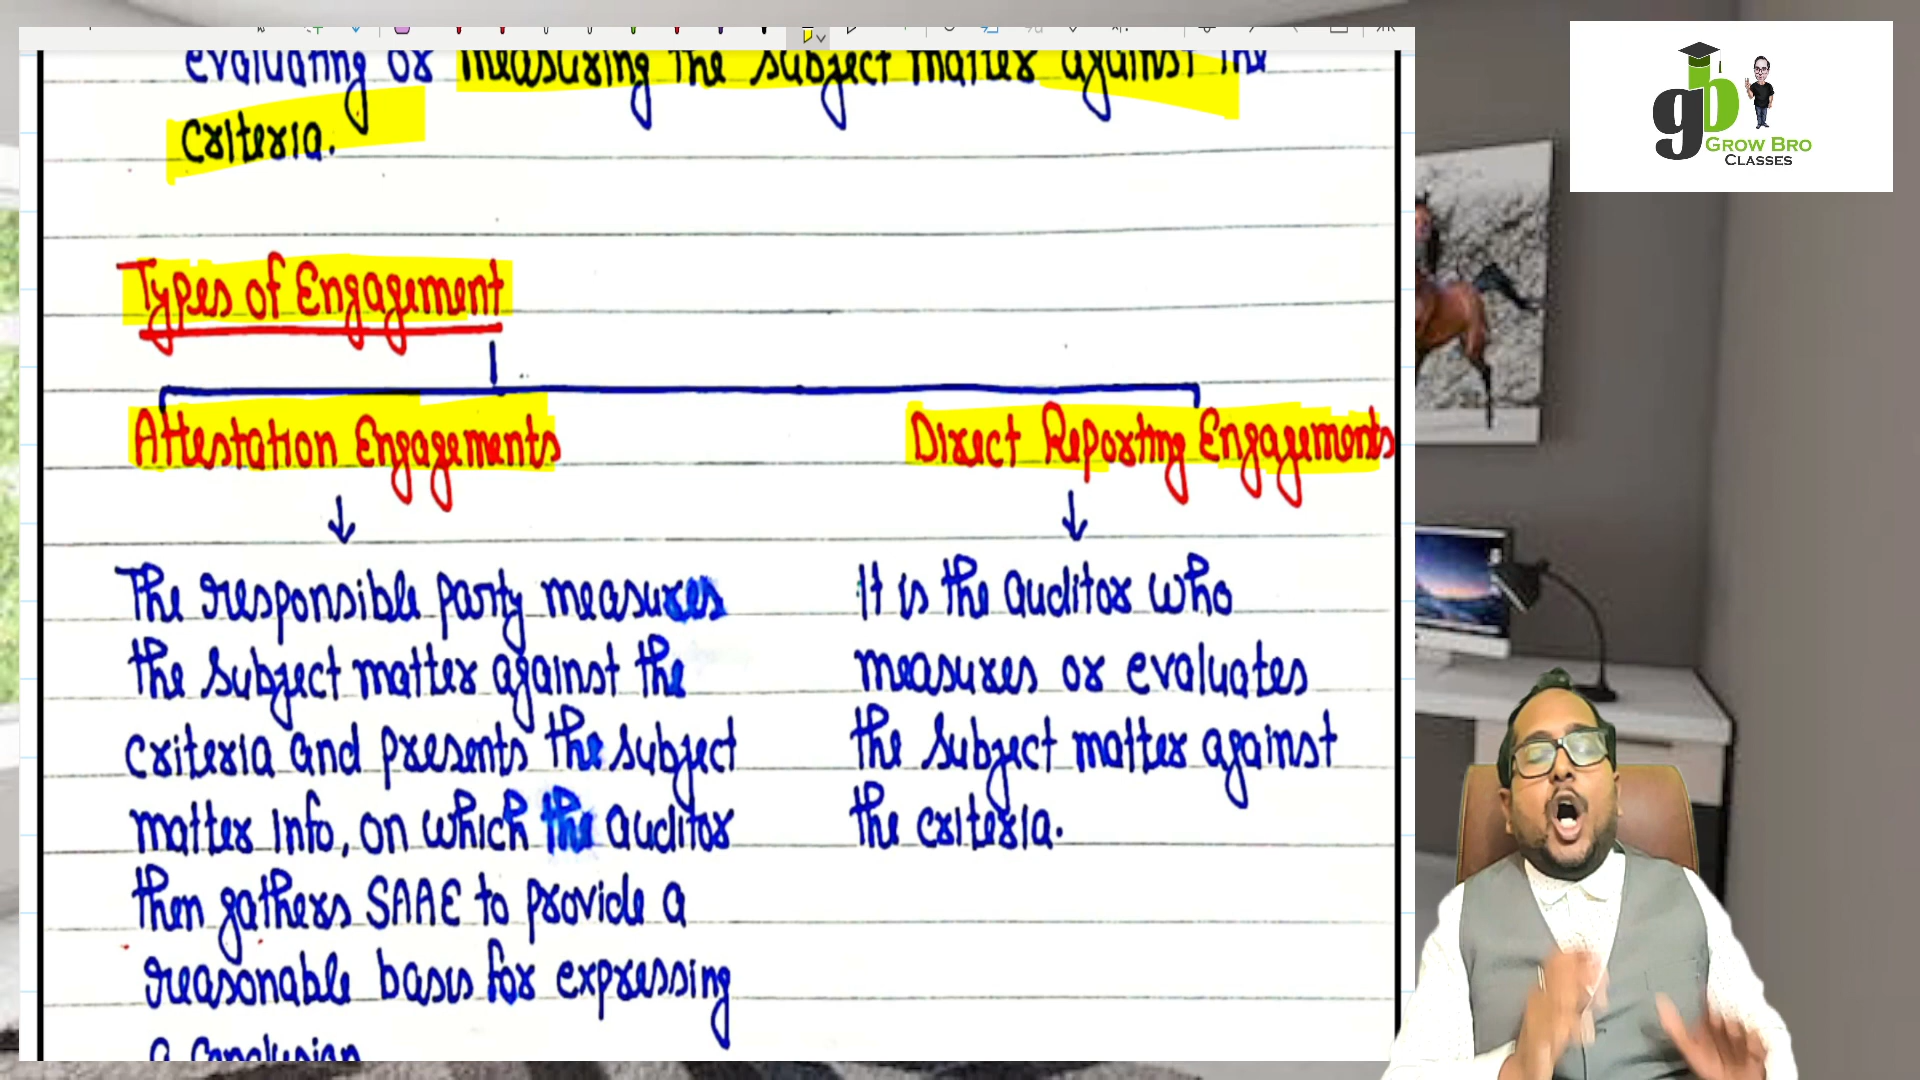 evaluating or measuring the subject matter against the
criteria.
Types of Engagement
Attestation Engagements
Direct Reporting Engagements
The responsible party measures
the subject matter against the
criteria and presents the subject
matter info, on which the auditor
then gathers SAAE to provide a
reasonable basis for expressing
a conclusion
It is the auditor who
measures or evaluates
the subject matter against
the criteria.
gb
GROW BRO
CLASSES